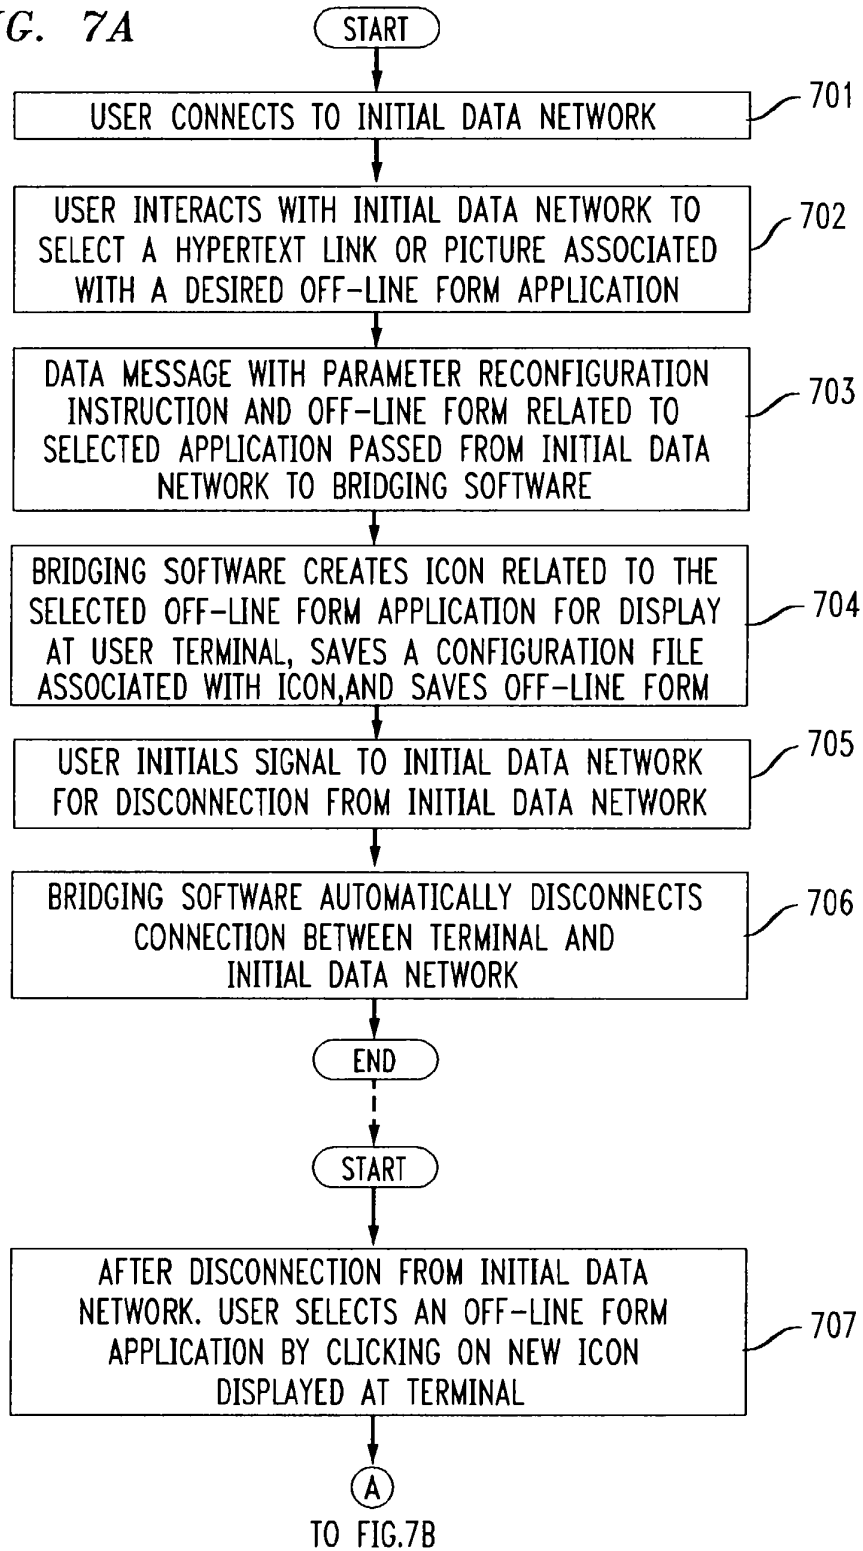 G. 7A
START
USER CONNECTS TO INITIAL DATA NETWORK
701
USER INTERACTS WITH INITIAL DATA NETWORK TO
SELECT A HYPERTEXT LINK OR PICTURE ASSOCIATED
WITH A DESIRED OFF-LINE FORM APPLICATION
702
DATA MESSAGE WITH PARAMETER RECONFIGURATION
INSTRUCTION AND OFF-LINE FORM RELATED TO
SELECTED APPLICATION PASSED FROM INITIAL DATA
NETWORK TO BRIDGING SOFTWARE
703
BRIDGING SOFTWARE CREATES ICON RELATED TO THE
SELECTED OFF-LINE FORM APPLICATION FOR DISPLAY
AT USER TERMINAL, SAVES A CONFIGURATION FILE
ASSOCIATED WITH ICON,AND SAVES OFF-LINE FORM
704
USER INITIALS SIGNAL TO INITIAL DATA NETWORK
FOR DISCONNECTION FROM INITIAL DATA NETWORK
705
BRIDGING SOFTWARE AUTOMATICALLY DISCONNECTS
CONNECTION BETWEEN TERMINAL AND
INITIAL DATA NETWORK
706
END
START
AFTER DISCONNECTION FROM INITIAL DATA
NETWORK. USER SELECTS AN OFF-LINE FORM
APPLICATION BY CLICKING ON NEW ICON
DISPLAYED AT TERMINAL
707
A
TO FIG.7B